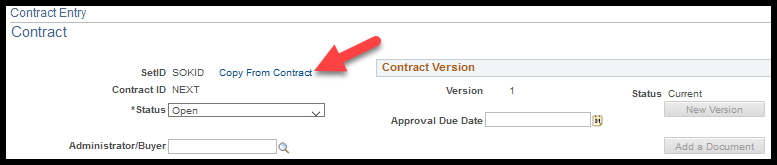 Contract Entry
Contract
SetID SOKID Copy From Contract
Contract Version
Contract ID NEXT
Version 1 Status Current
*Status Open
New Version
Approval Due Date 31
Administrator/Buyer
Add a Document